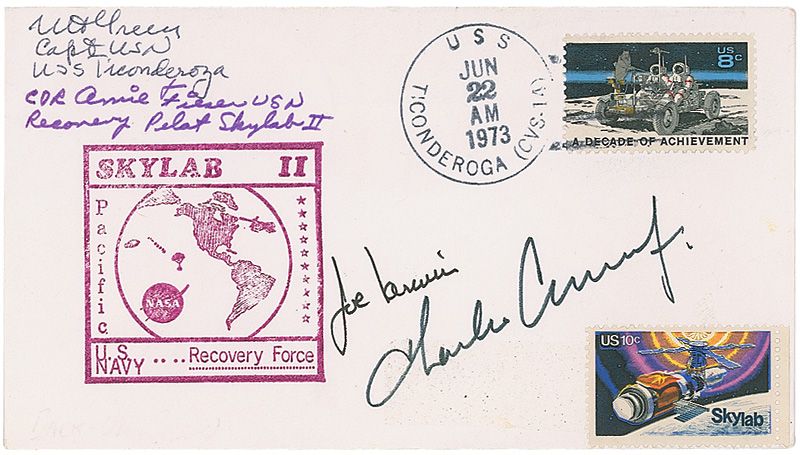 Capt USN
USS Ticonderoga
CDR Arnie Fieser USN
Recovery Pilot Skylab II
USS
TICONDEROGA (CVS-14)
JUN
22
AM
1973
US
8c
A DECADE OF ACHIEVEMENT
SKYLAB II
Pacific
NASA
U.S.
NAVY .... Recovery Force
Joe Kerwin
Charles Conrad Jr.
US 10c
Skylab